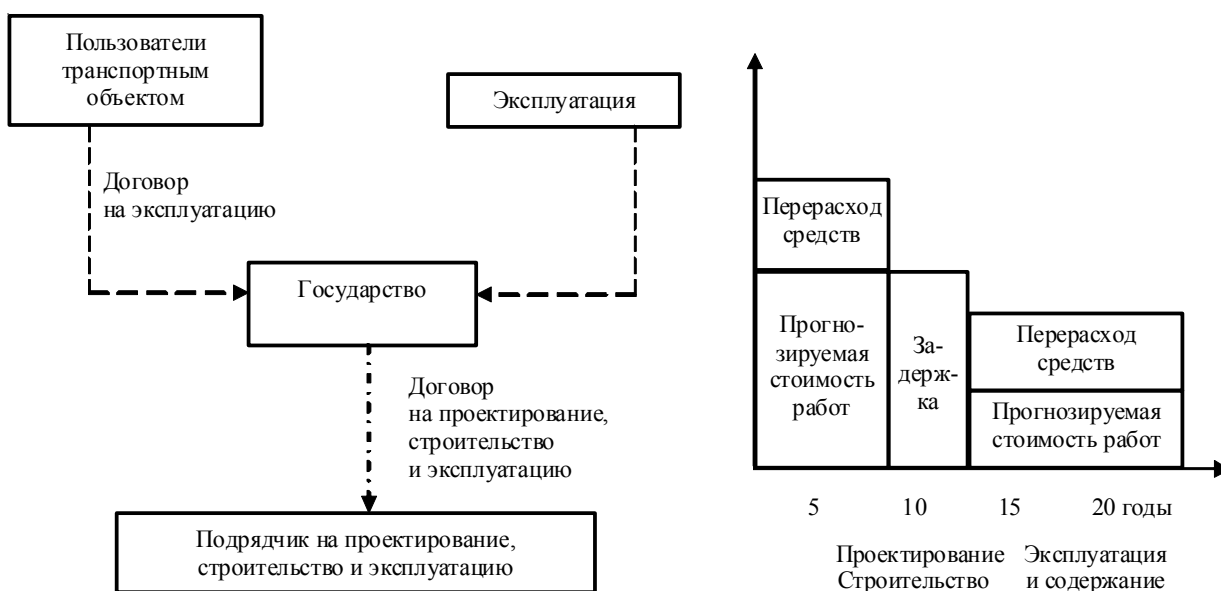 Пользователи
транспортным
объектом
Эксплуатация
Договор
на эксплуатацию
Государство
Договор
на проектирование,
строительство
и эксплуатацию
Подрядчик на проектирование,
строительство и эксплуатацию
Перерасход
средств
Прогно-
зируемая
стоимость
работ
За-
держ-
ка
Перерасход
средств
Прогнозируемая
стоимость работ
5 10 15 20 годы
Проектирование
Строительство
Эксплуатация
и содержание